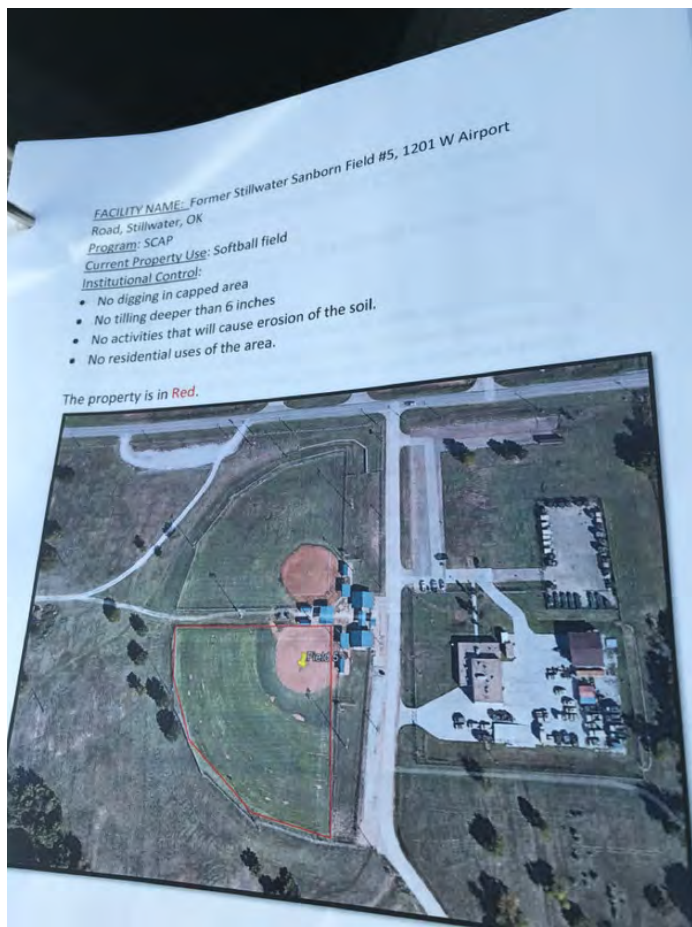 FACILITY NAME: Former Stillwater Sanborn Field #5, 1201 W Airport
Road, Stillwater, OK
Program: SCAP
Current Property Use: Softball field
Institutional Control:
• No digging in capped area
• No tilling deeper than 6 inches
• No activities that will cause erosion of the soil.
• No residential uses of the area.
The property is in Red.
Field 5